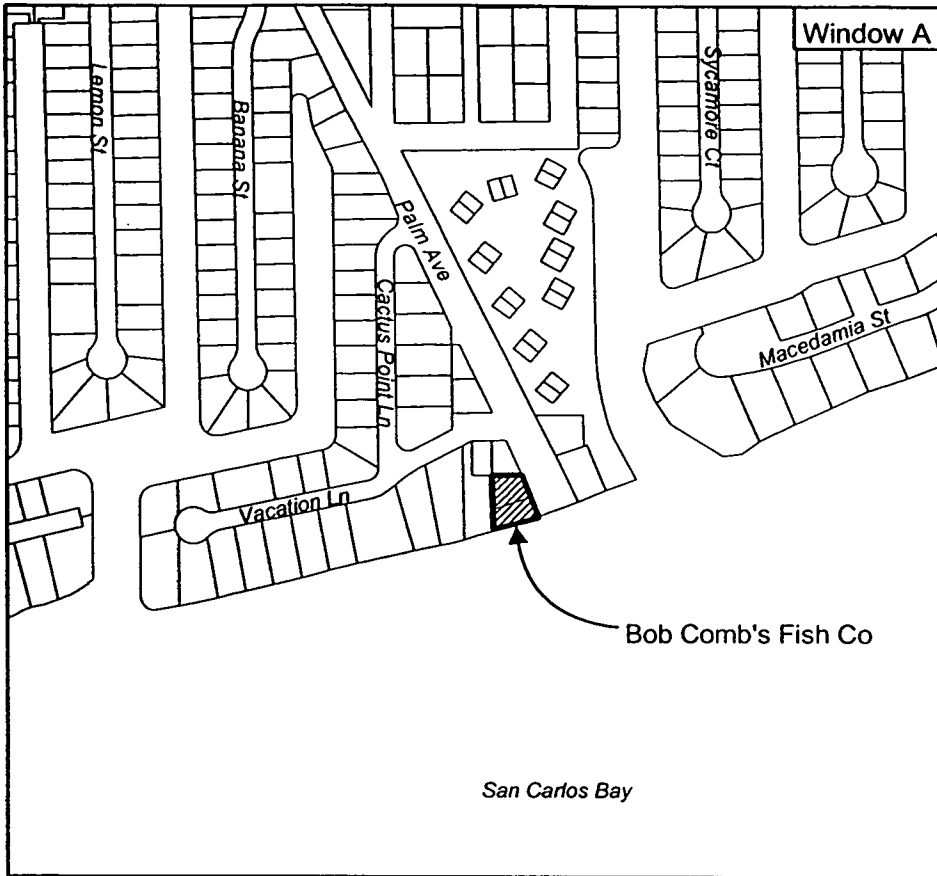 Window A
Lemon St
Banana St
Sycamore Ct
Palm Ave
Cactus Point Ln
Macedamia St
Vacation Ln
Bob Comb's Fish Co
San Carlos Bay